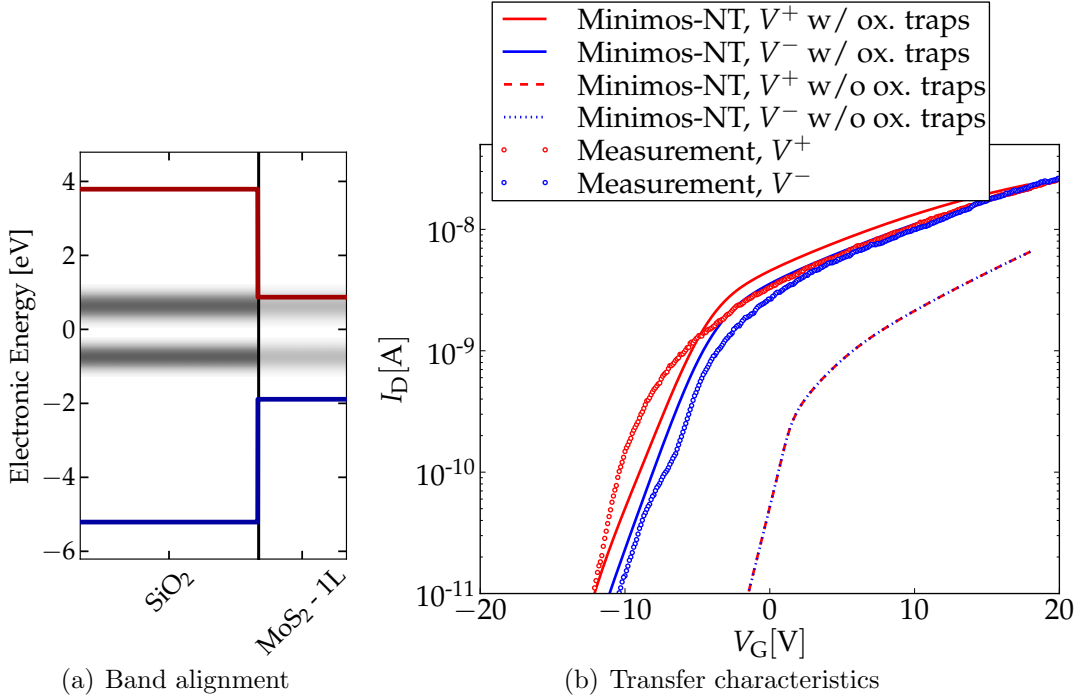 Minimos-NT, V⁺ w/ ox. traps
Minimos-NT, V⁻ w/ ox. traps
Minimos-NT, V⁺ w/o ox. traps
Minimos-NT, V⁻ w/o ox. traps
Measurement, V⁺
Measurement, V⁻
Electronic Energy [eV]
4
2
0
−2
−4
−6
SiO₂
MoS₂ - 1L
(a) Band alignment
I_D[A]
10⁻⁸
10⁻⁹
10⁻¹⁰
10⁻¹¹
−20
−10
0
10
20
V_G[V]
(b) Transfer characteristics